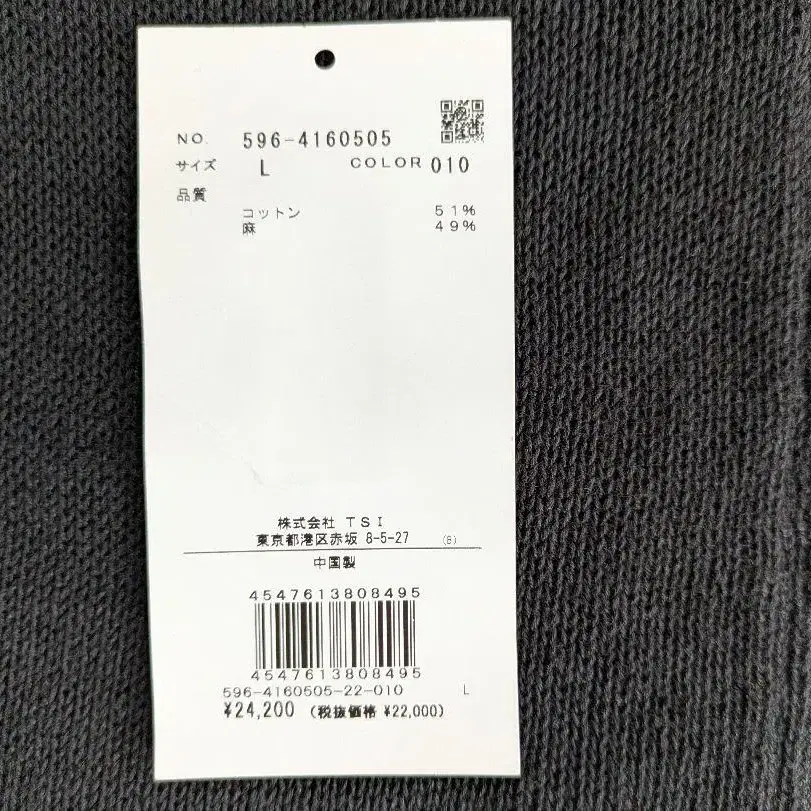 NO. 596-4160505
サイズ L COLOR 010
品質
コットン 51%
麻 49%
株式会社 TSI
東京都港区赤坂 8-5-27 (6)
中国製
4547613808495
4547613808495
596-4160505-22-010 L
¥24,200 (税抜価格 ¥22,000)